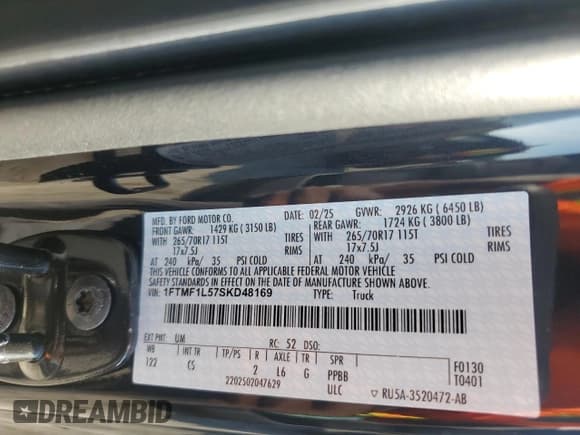 MFD. BY FORD MOTOR CO. DATE: 02/25 GVWR: 2926 KG ( 6450 LB)
FRONT GAWR: 1429 KG ( 3150 LB) REAR GAWR: 1724 KG ( 3800 LB)
WITH 265/70R17 115T TIRES WITH 265/70R17 115T TIRES
17x7.5J RIMS 17x7.5J RIMS
AT 240 kPa/ 35 PSI COLD AT 240 kPa/ 35 PSI COLD
THIS VEHICLE CONFORMS TO ALL APPLICABLE FEDERAL MOTOR VEHICLE
SAFETY STANDARDS IN EFFECT ON THE DATE OF MANUFACTURE SHOWN ABOVE.
VIN: 1FTMF1L57SKD48169 TYPE: Truck
EXT PNT: UM RC: 52 DSO:
WB INT TR TP/PS R AXLE TR SPR
122 CS 2 L6 G PPBB
2202502047629 ULC
F0130
T0401
▽ RU5A-3520472-AB
DREAMBID